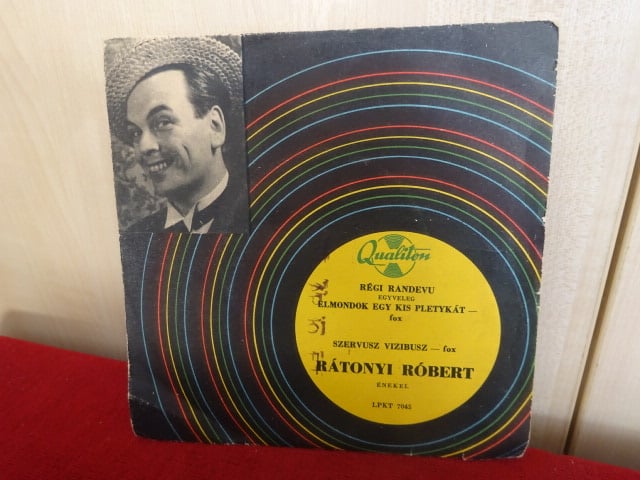 Qualiton
RÉGI RANDEVU
EGYVELEG
ELMONDOK EGY KIS PLETYKÁT —
fox
SZERVUSZ VIZIBUSZ — fox
RÁTONYI RÓBERT
ÉNEKEL
LPKT 7045